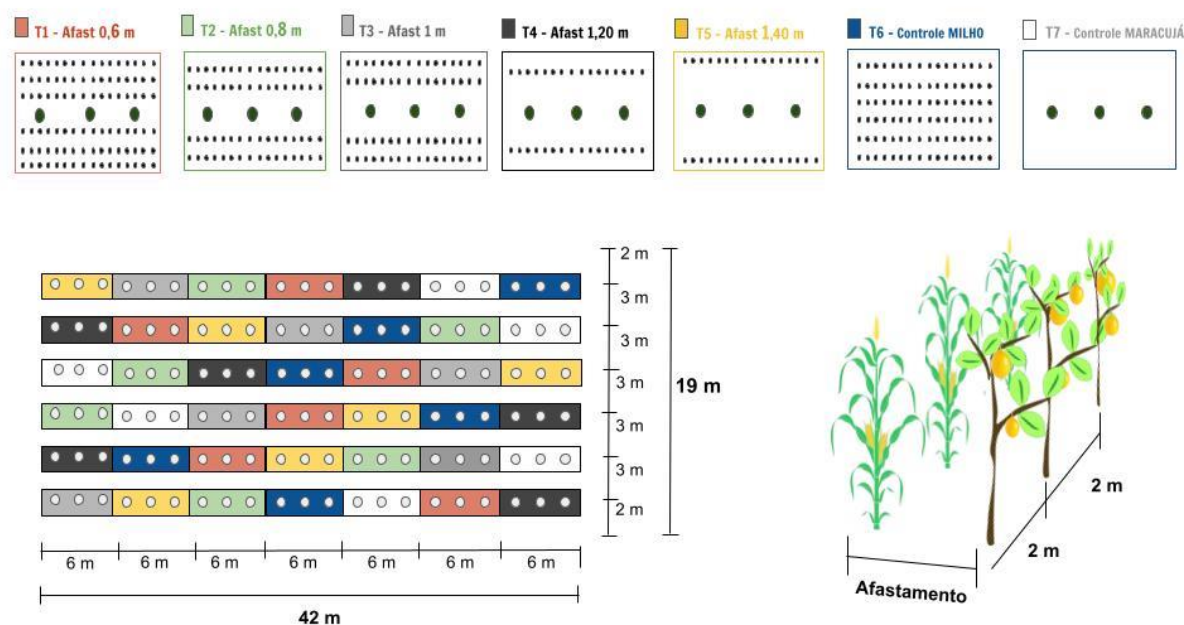 T1 - Afast 0,6 m
T2 - Afast 0,8 m
T3 - Afast 1 m
T4 - Afast 1,20 m
T5 - Afast 1,40 m
T6 - Controle MILHO
T7 - Controle MARACUJÁ
2 m
3 m
3 m
3 m
3 m
3 m
2 m
19 m
6 m
6 m
6 m
6 m
6 m
6 m
6 m
42 m
2 m
2 m
Afastamento